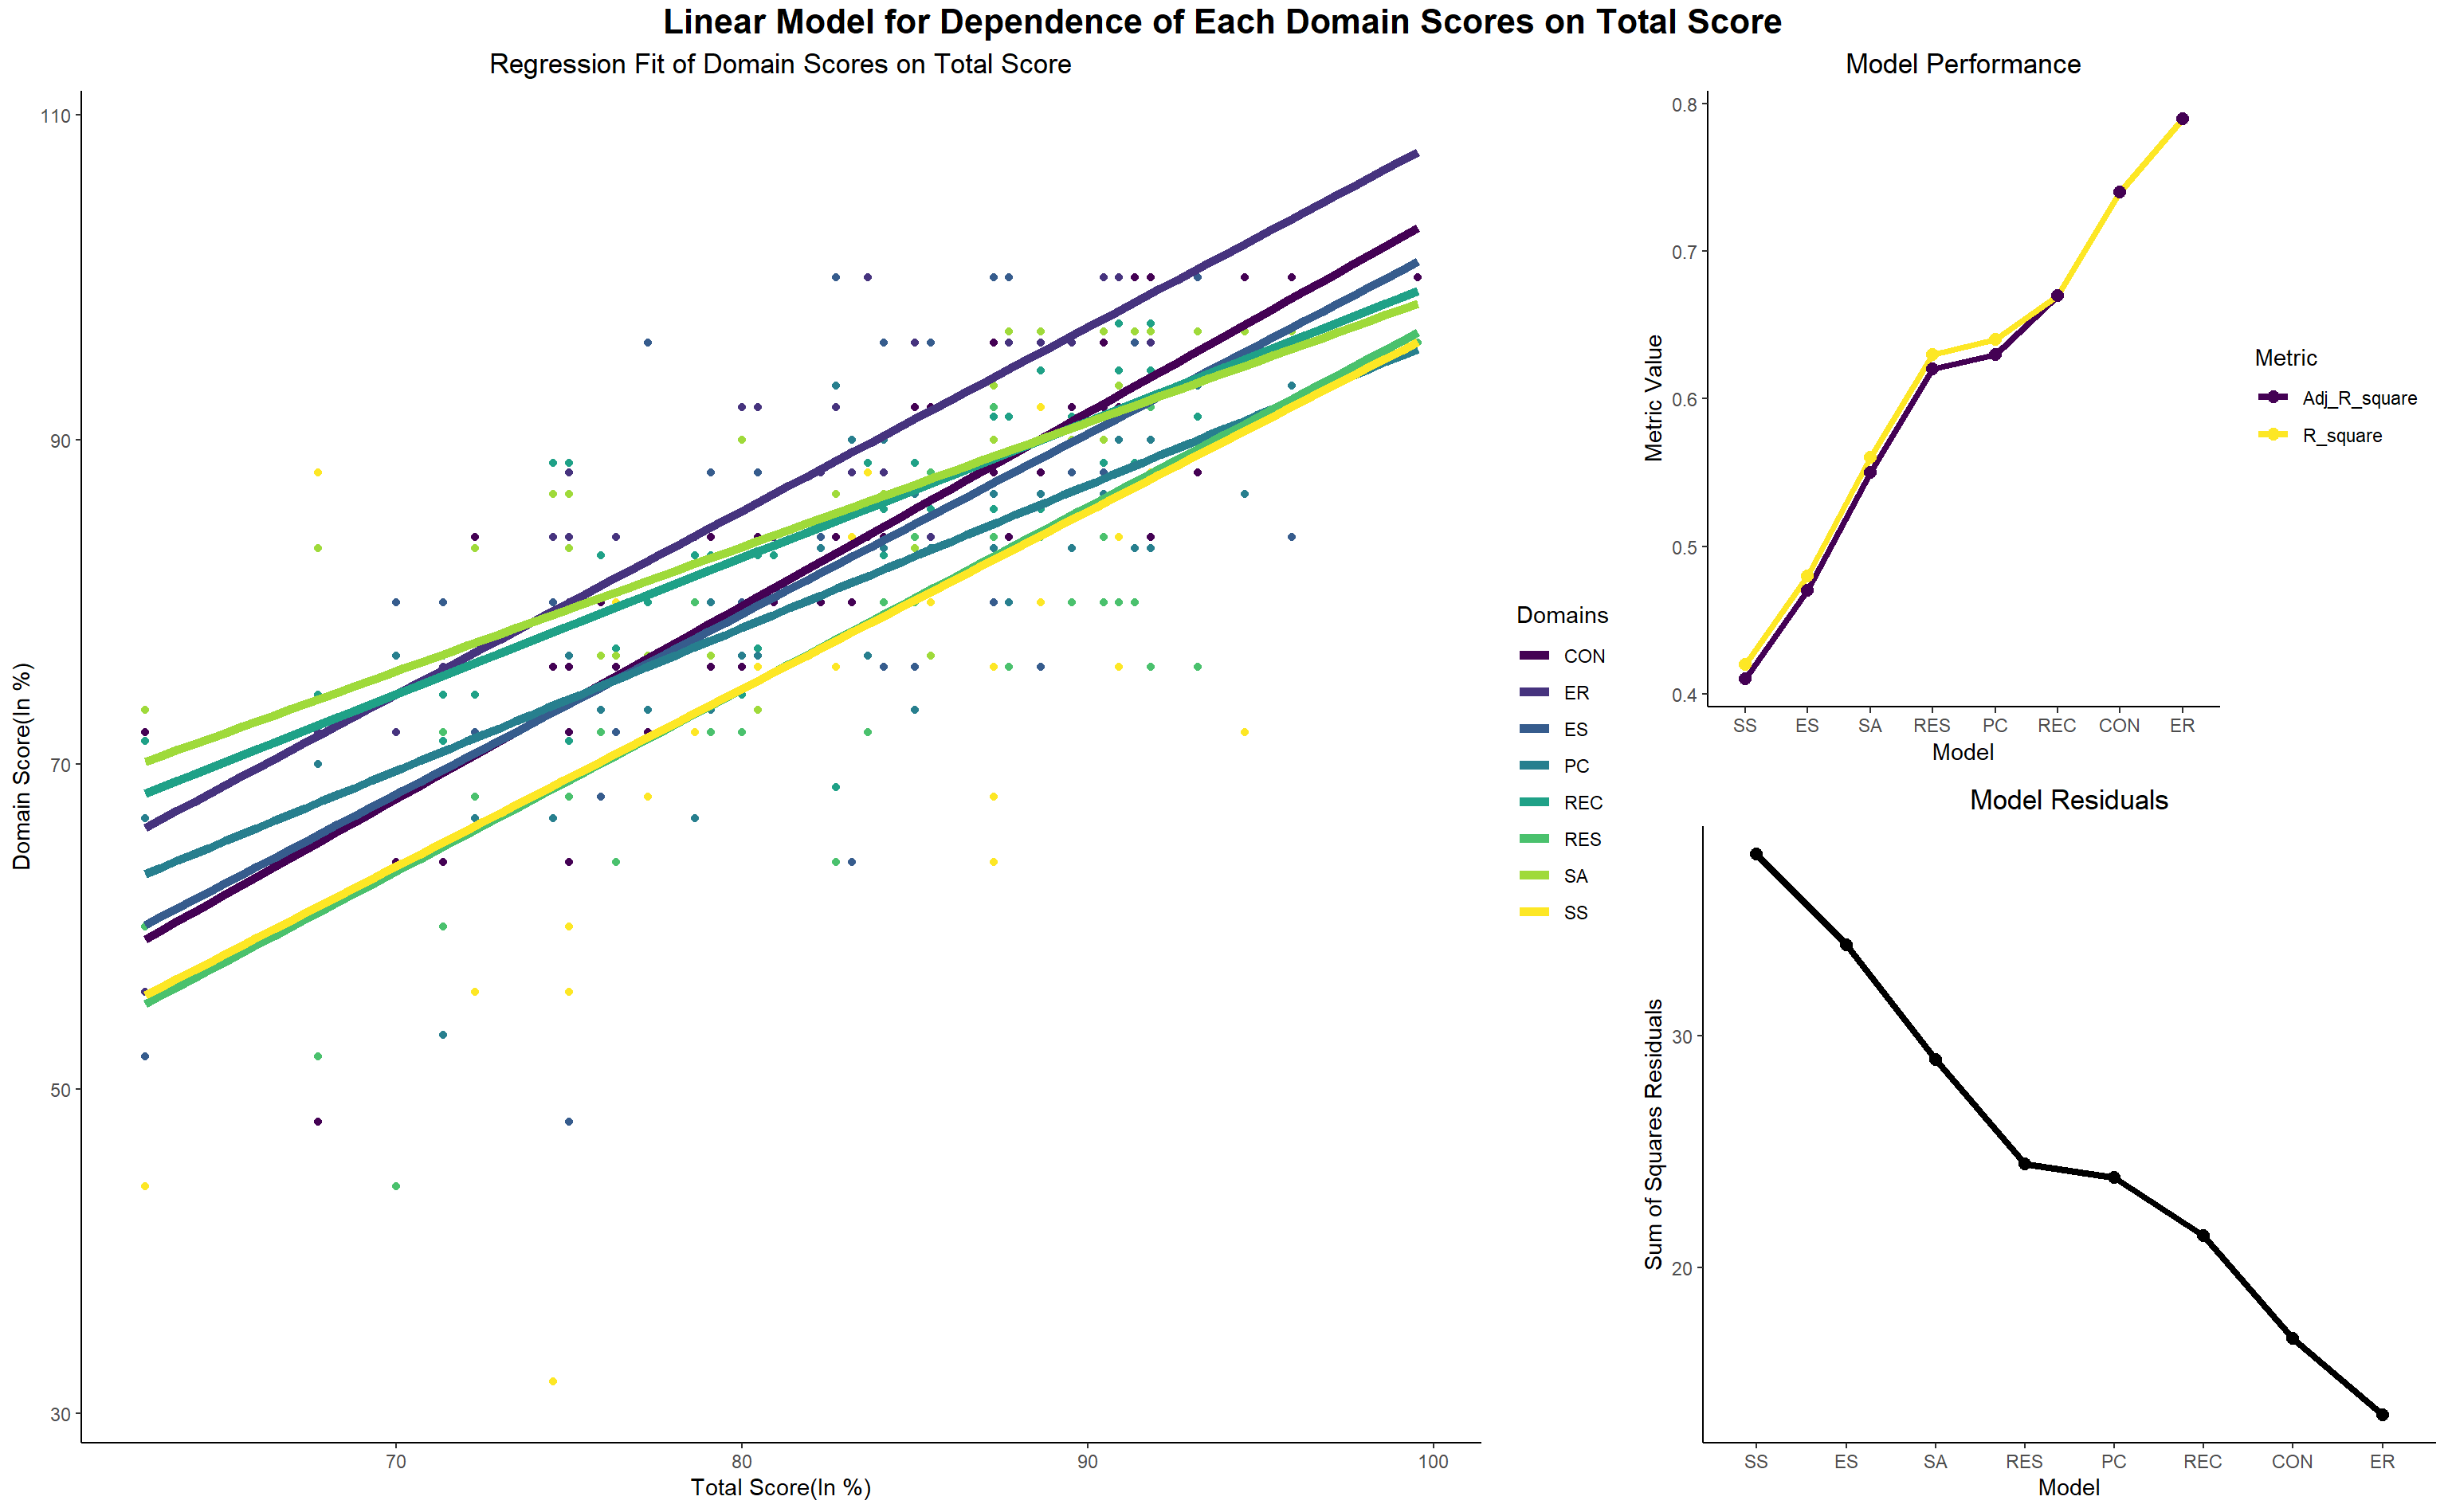 Linear Model for Dependence of Each Domain Scores on Total Score
Regression Fit of Domain Scores on Total Score
110
90
70
50
30
Domain Score(In %)
70
80
90
100
Total Score(In %)
Domains
CON
ER
ES
PC
REC
RES
SA
SS
Model Performance
0.8
0.7
0.6
0.5
0.4
Metric Value
SS
ES
SA
RES
PC
REC
CON
ER
Model
Metric
Adj_R_square
R_square
Model Residuals
30
20
Sum of Squares Residuals
SS
ES
SA
RES
PC
REC
CON
ER
Model